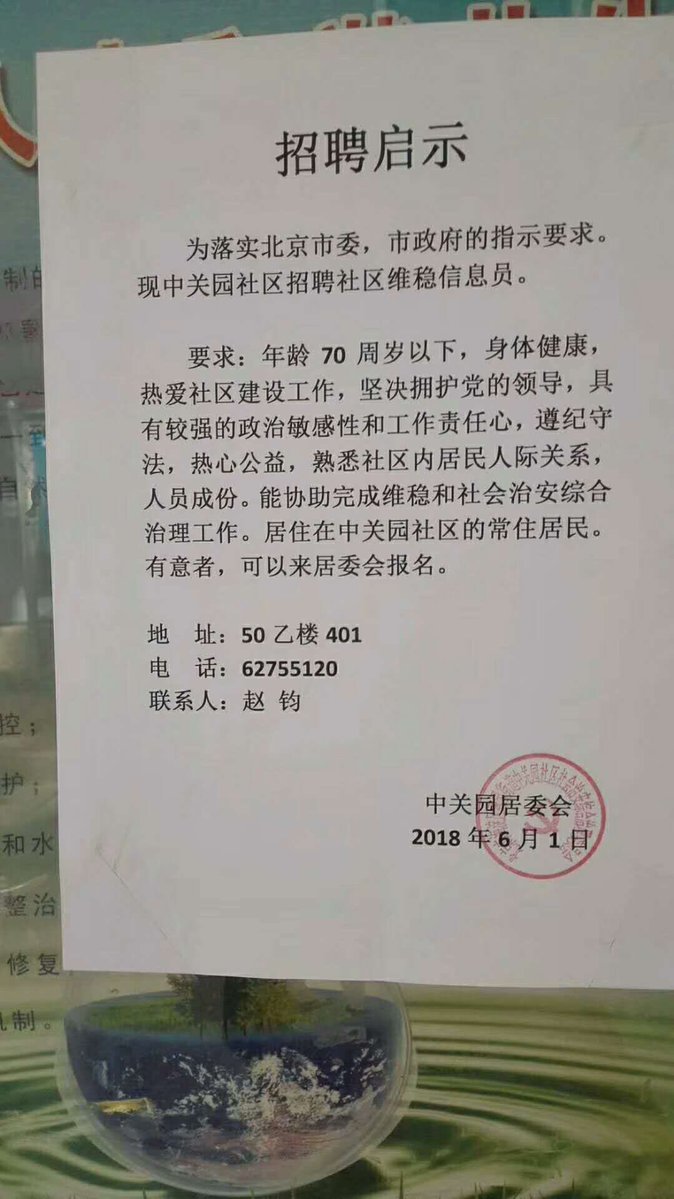 招聘启示
为落实北京市委，市政府的指示要求。
现中关园社区招聘社区维稳信息员。
要求：年龄 70 周岁以下，身体健康，
热爱社区建设工作，坚决拥护党的领导，具
有较强的政治敏感性和工作责任心，遵纪守
法，热心公益，熟悉社区内居民人际关系，
人员成份。能协助完成维稳和社会治安综合
治理工作。居住在中关园社区的常住居民。
有意者，可以来居委会报名。
地 址：50 乙楼 401
电 话：62755120
联系人：赵 钧
中关园居委会
2018 年 6 月 1 日
制的
一到
自然
控；
护；
和水
整治
修复
机制。